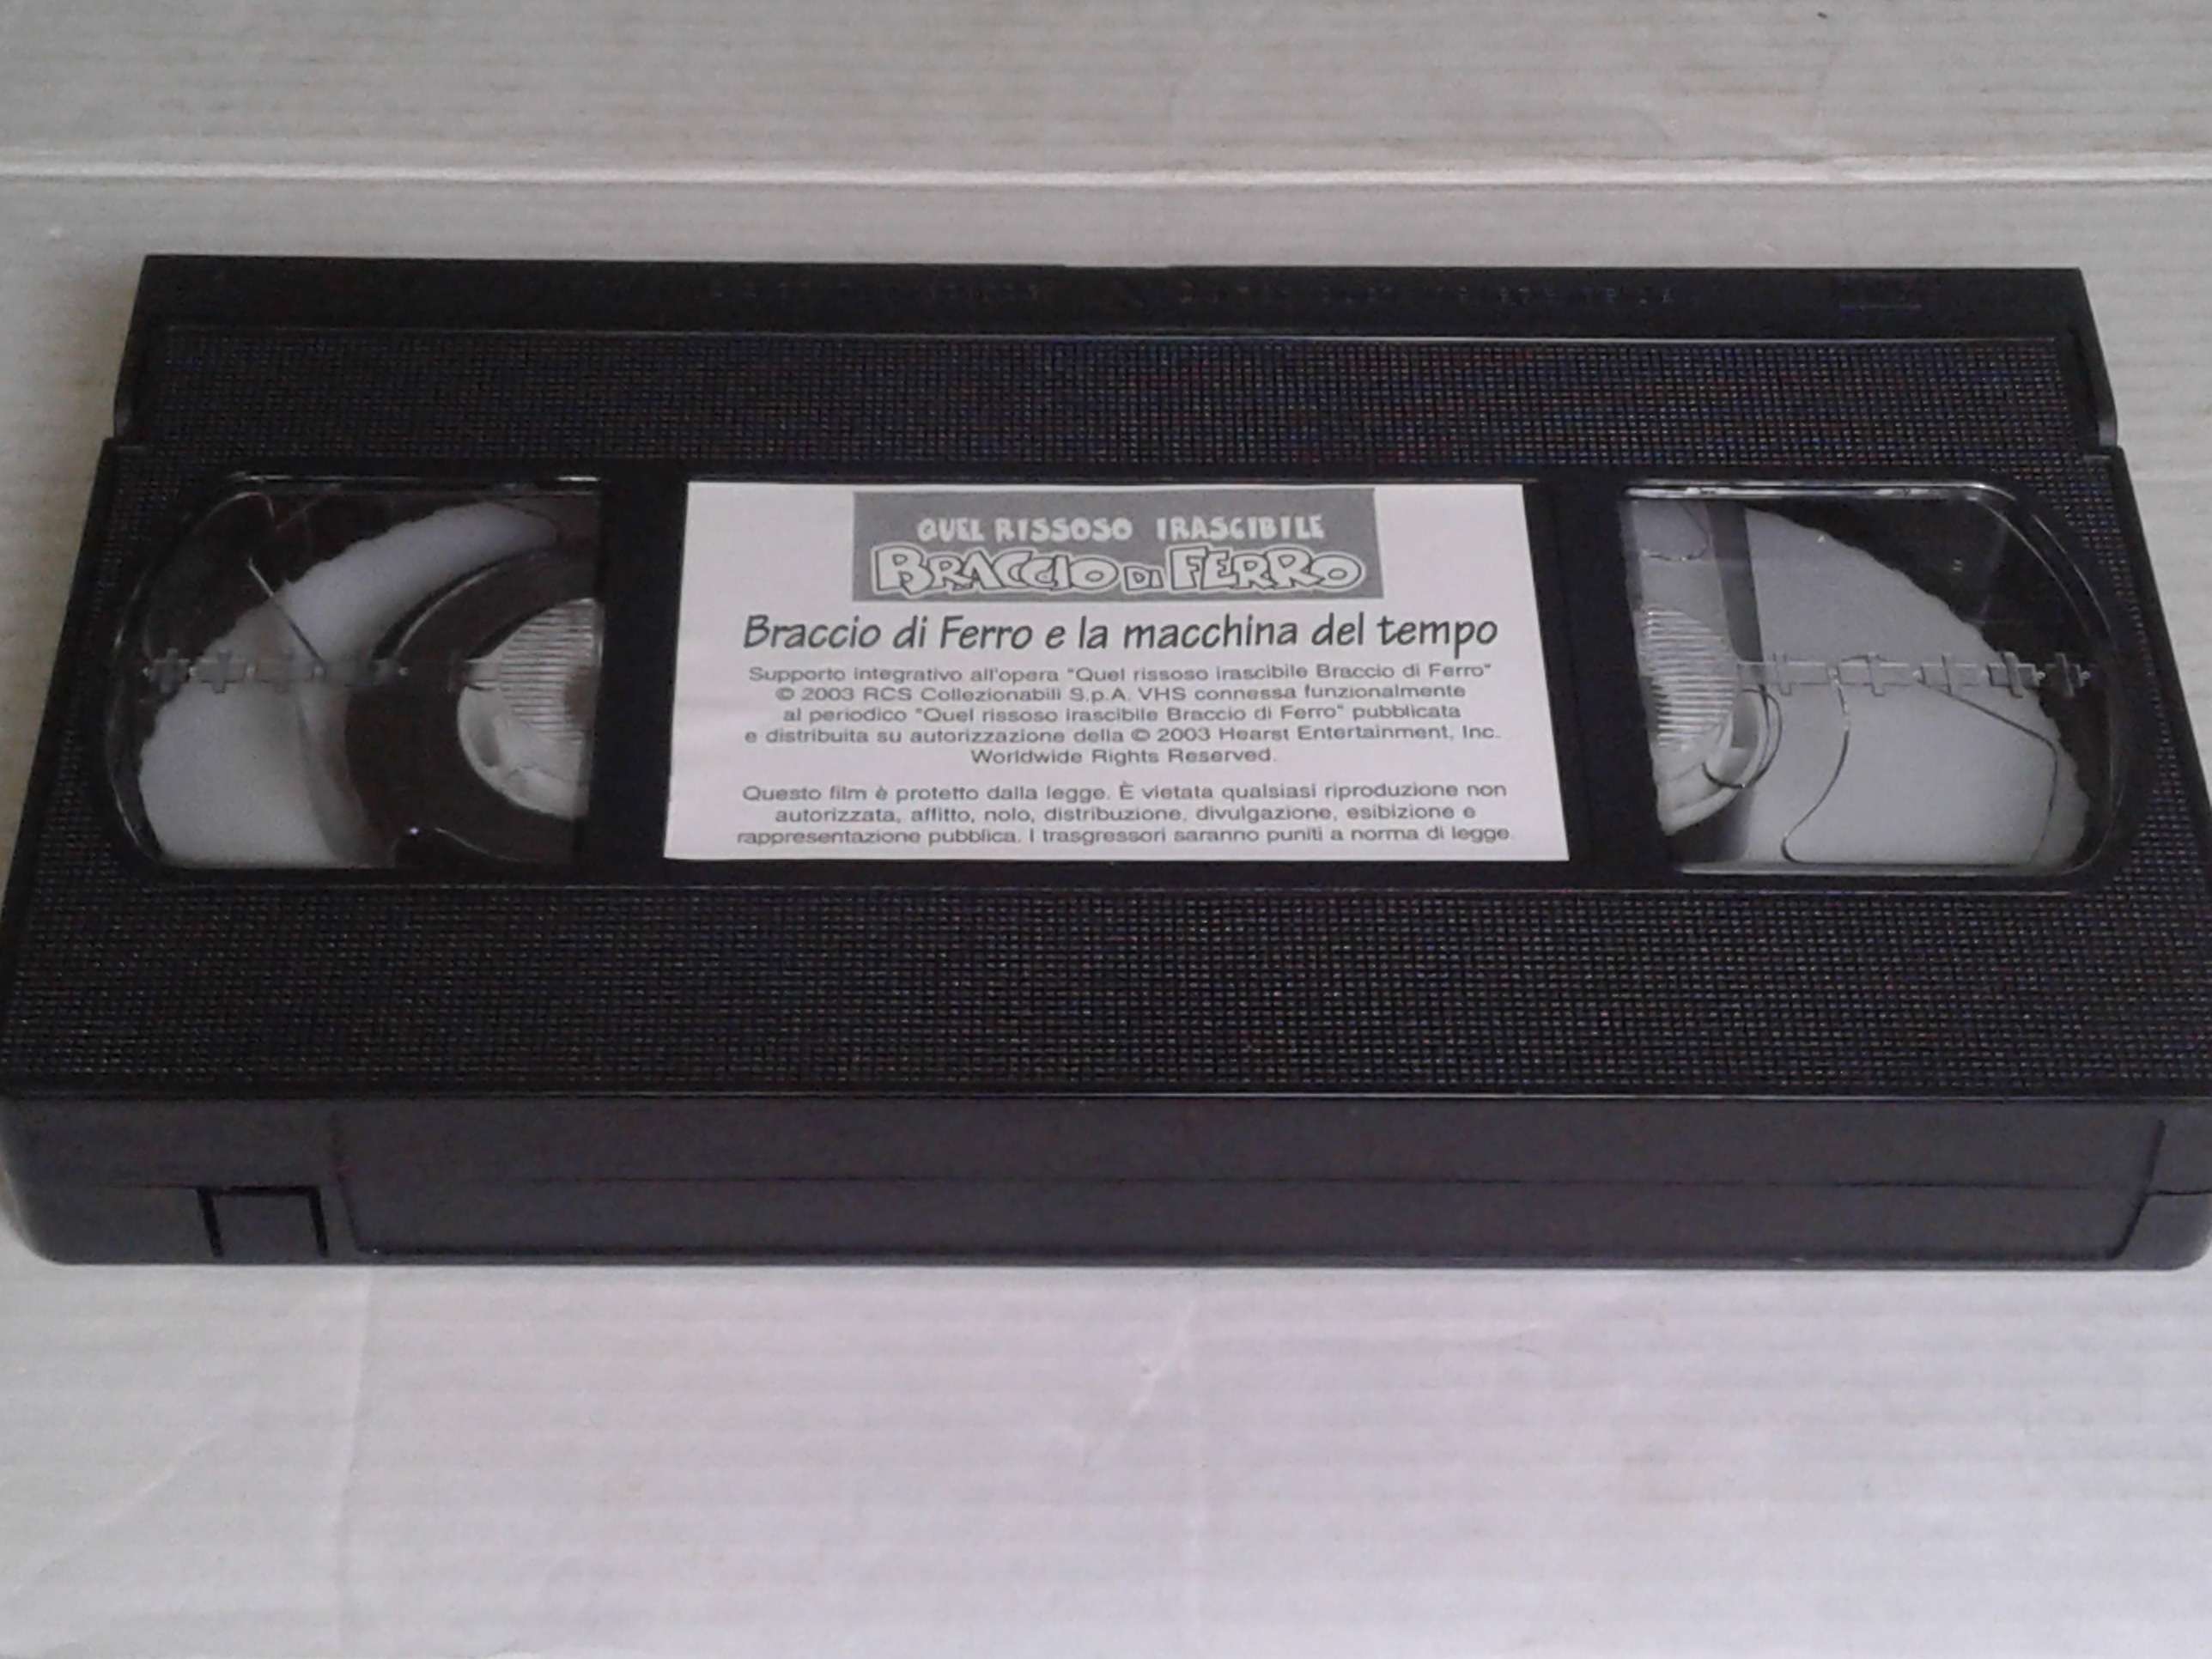 QUEL RISSOSO IRASCIBILE
BRACCIO DI FERRO
Braccio di Ferro e la macchina del tempo
Supporto integrativo all'opera "Quel rissoso irascibile Braccio di Ferro"
© 2003 RCS Collezionabili S.p.A. VHS connessa funzionalmente
al periodico "Quel rissoso irascibile Braccio di Ferro" pubblicata
e distribuita su autorizzazione della © 2003 Hearst Entertainment, Inc.
Worldwide Rights Reserved.
Questo film è protetto dalla legge. È vietata qualsiasi riproduzione non
autorizzata, affitto, nolo, distribuzione, divulgazione, esibizione e
rappresentazione pubblica. I trasgressori saranno puniti a norma di legge.